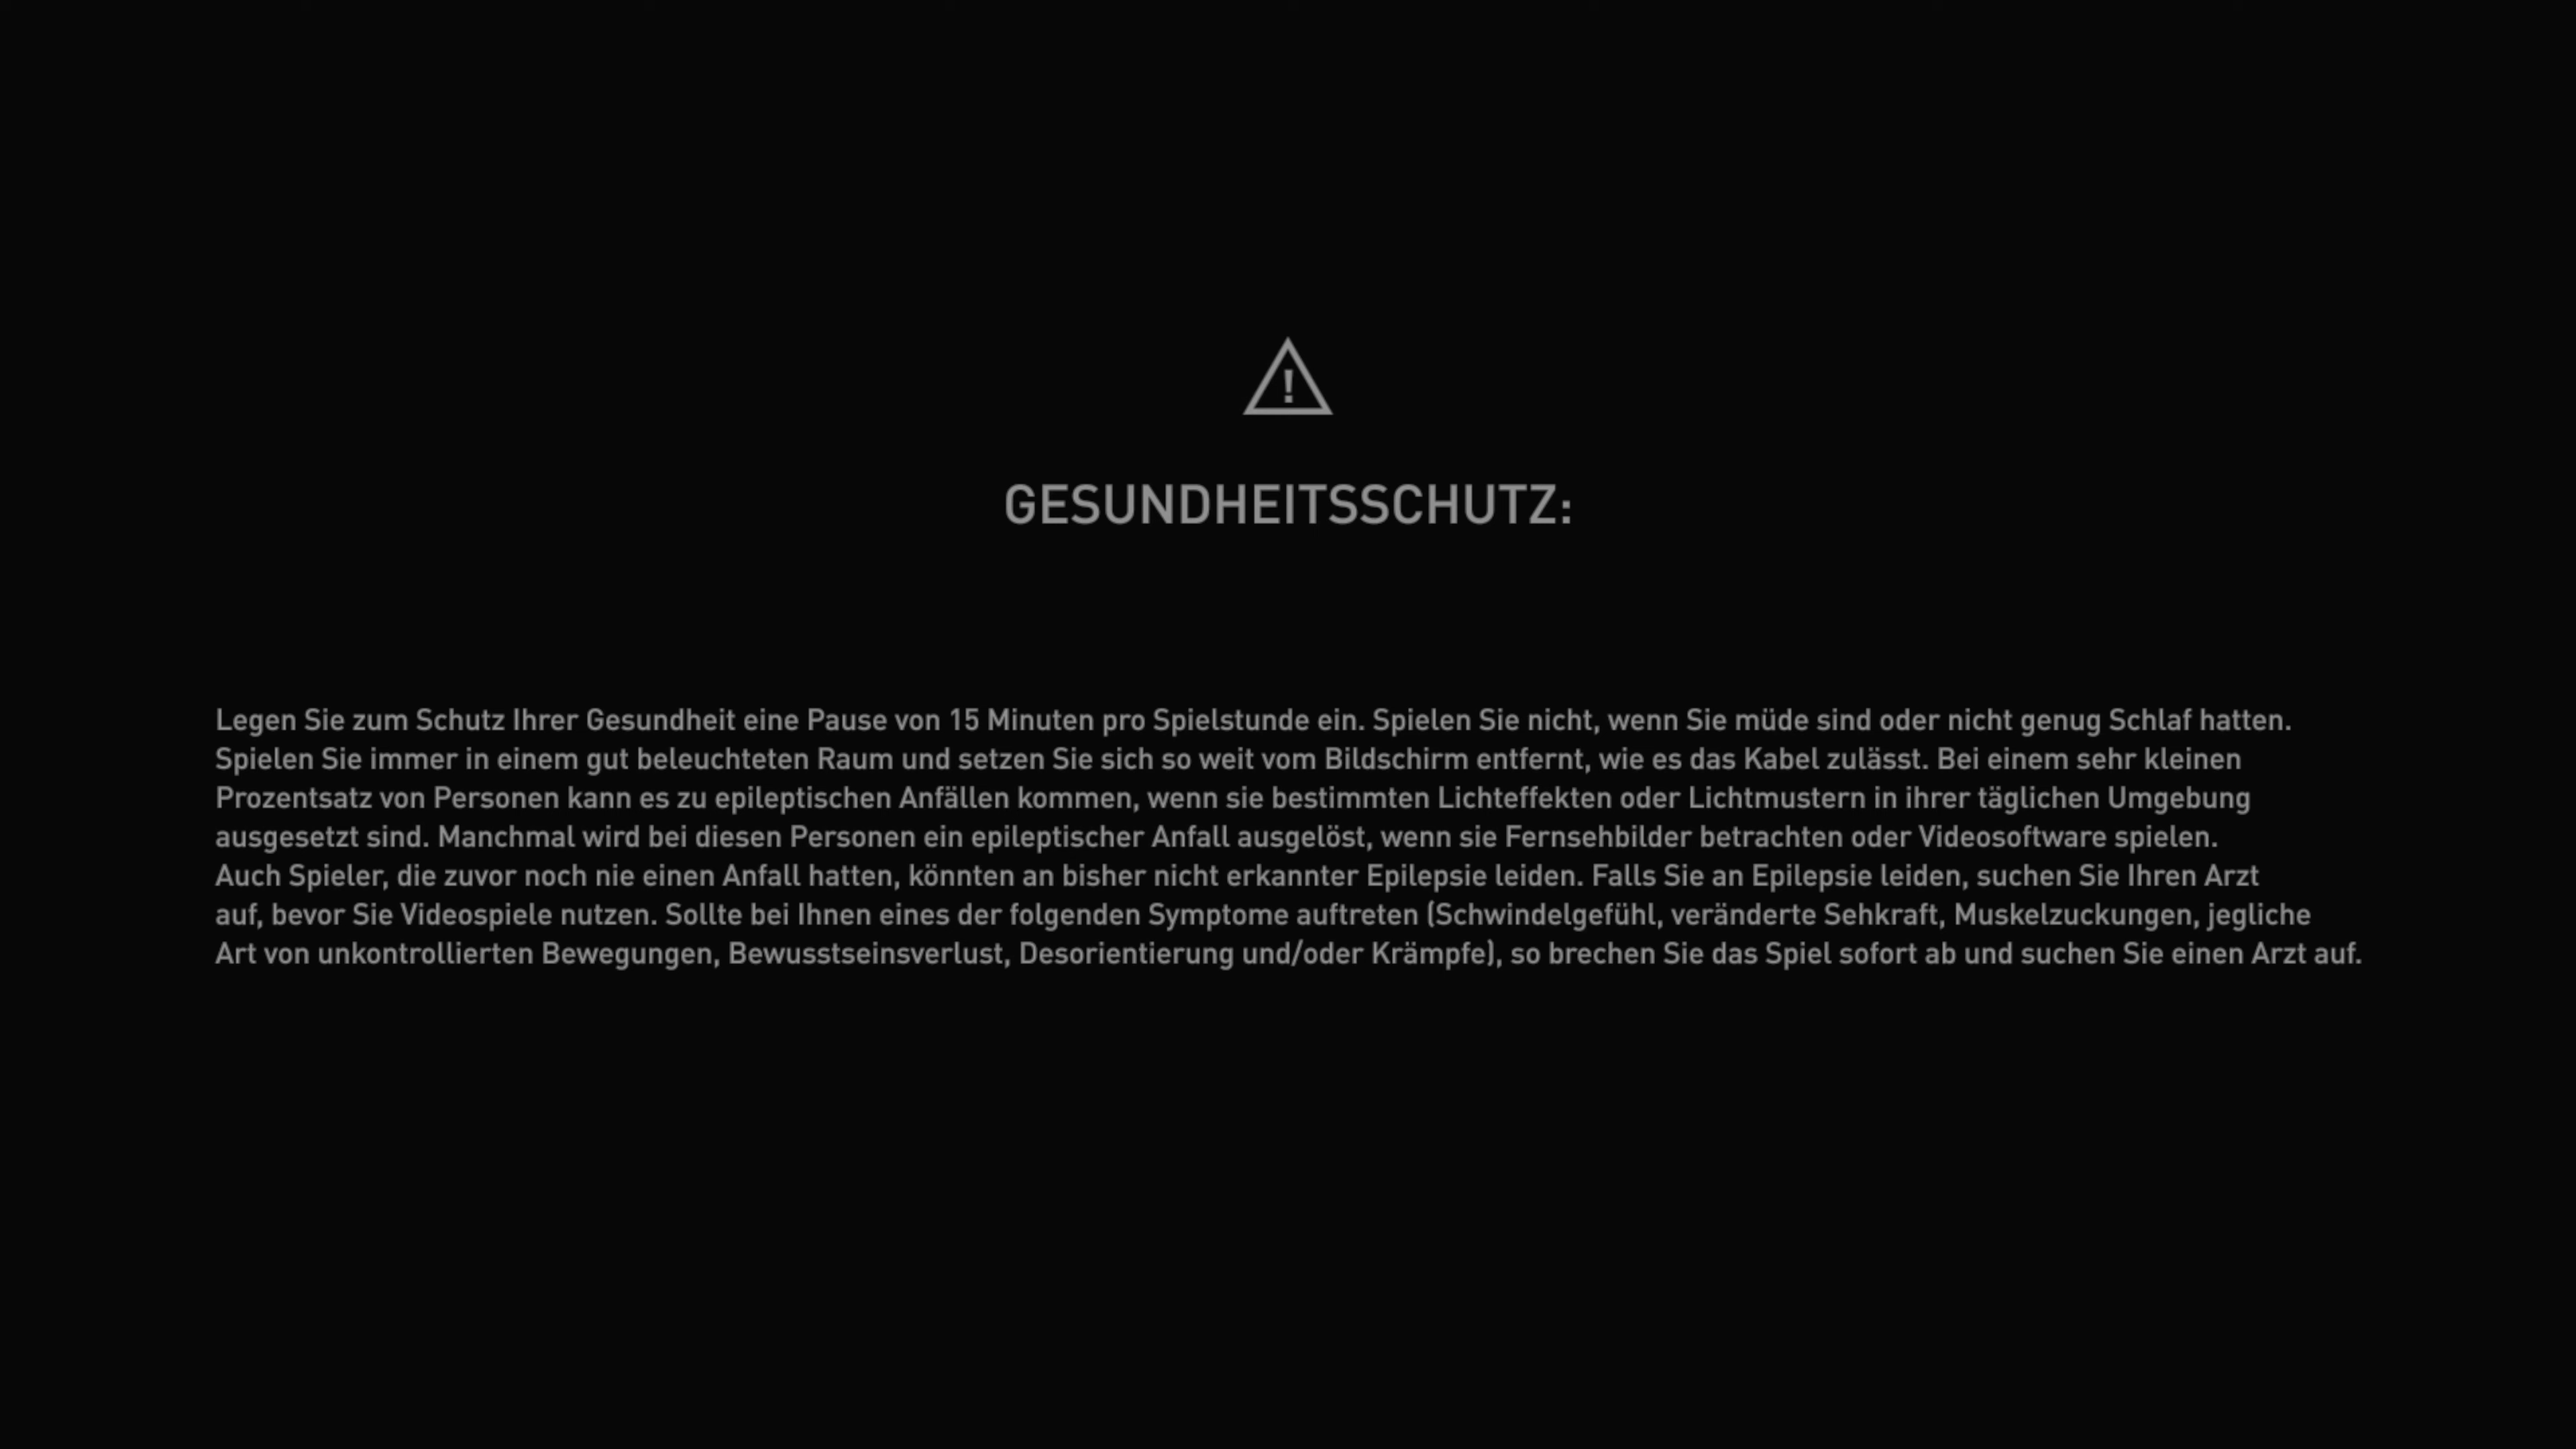 !
GESUNDHEITSSCHUTZ:
Legen Sie zum Schutz Ihrer Gesundheit eine Pause von 15 Minuten pro Spielstunde ein. Spielen Sie nicht, wenn Sie müde sind oder nicht genug Schlaf hatten.
Spielen Sie immer in einem gut beleuchteten Raum und setzen Sie sich so weit vom Bildschirm entfernt, wie es das Kabel zulässt. Bei einem sehr kleinen
Prozentsatz von Personen kann es zu epileptischen Anfällen kommen, wenn sie bestimmten Lichteffekten oder Lichtmustern in ihrer täglichen Umgebung
ausgesetzt sind. Manchmal wird bei diesen Personen ein epileptischer Anfall ausgelöst, wenn sie Fernsehbilder betrachten oder Videosoftware spielen.
Auch Spieler, die zuvor noch nie einen Anfall hatten, könnten an bisher nicht erkannter Epilepsie leiden. Falls Sie an Epilepsie leiden, suchen Sie Ihren Arzt
auf, bevor Sie Videospiele nutzen. Sollte bei Ihnen eines der folgenden Symptome auftreten (Schwindelgefühl, veränderte Sehkraft, Muskelzuckungen, jegliche
Art von unkontrollierten Bewegungen, Bewusstseinsverlust, Desorientierung und/oder Krämpfe), so brechen Sie das Spiel sofort ab und suchen Sie einen Arzt auf.